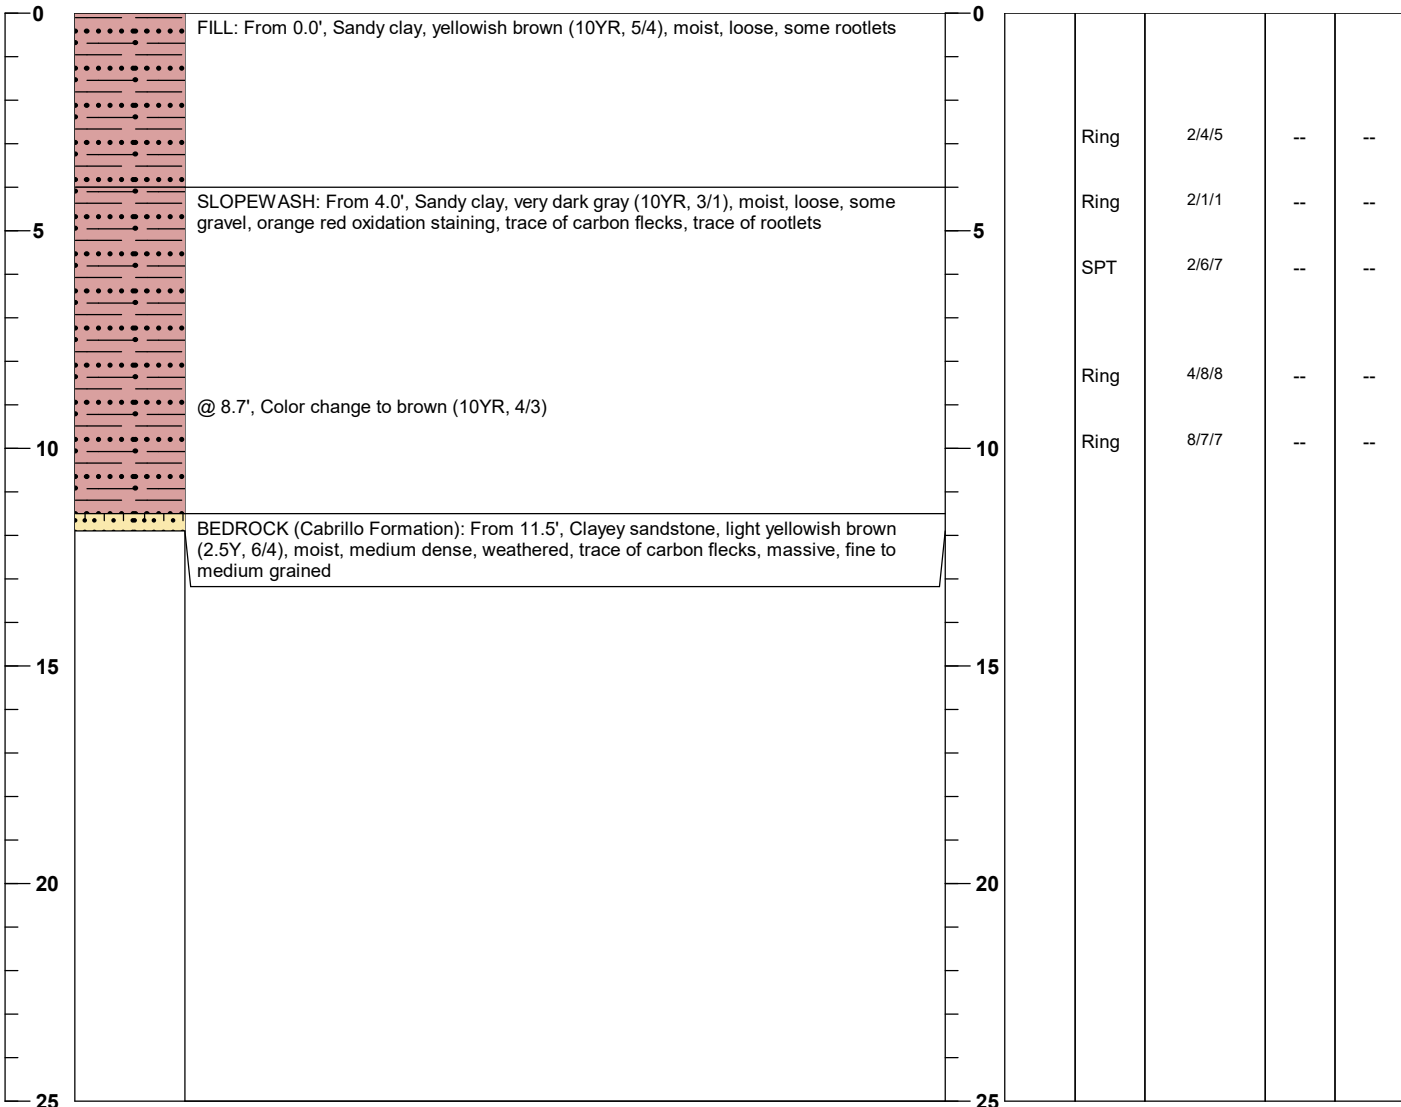 0
FILL: From 0.0', Sandy clay, yellowish brown (10YR, 5/4), moist, loose, some rootlets
0
Ring 2/4/5 -- --
SLOPEWASH: From 4.0', Sandy clay, very dark gray (10YR, 3/1), moist, loose, some
gravel, orange red oxidation staining, trace of carbon flecks, trace of rootlets
Ring 2/1/1 -- --
5
5
SPT 2/6/7 -- --
Ring 4/8/8 -- --
@ 8.7', Color change to brown (10YR, 4/3)
Ring 8/7/7 -- --
10
10
BEDROCK (Cabrillo Formation): From 11.5', Clayey sandstone, light yellowish brown
(2.5Y, 6/4), moist, medium dense, weathered, trace of carbon flecks, massive, fine to
medium grained
15
15
20
20
25
25